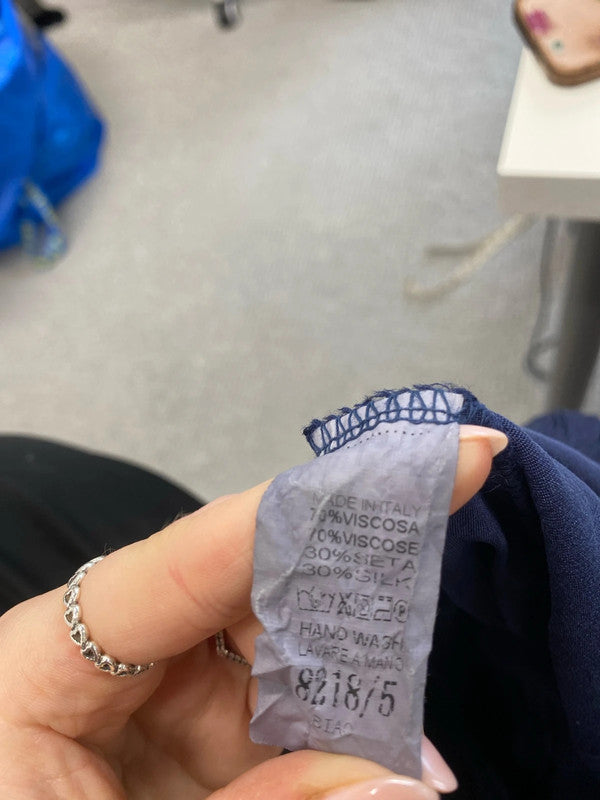 MADE IN ITALY
70%VISCOSA
70%VISCOSE
30%SETA
30%SILK
HAND WASH
LAVARE A MANO
8218/5